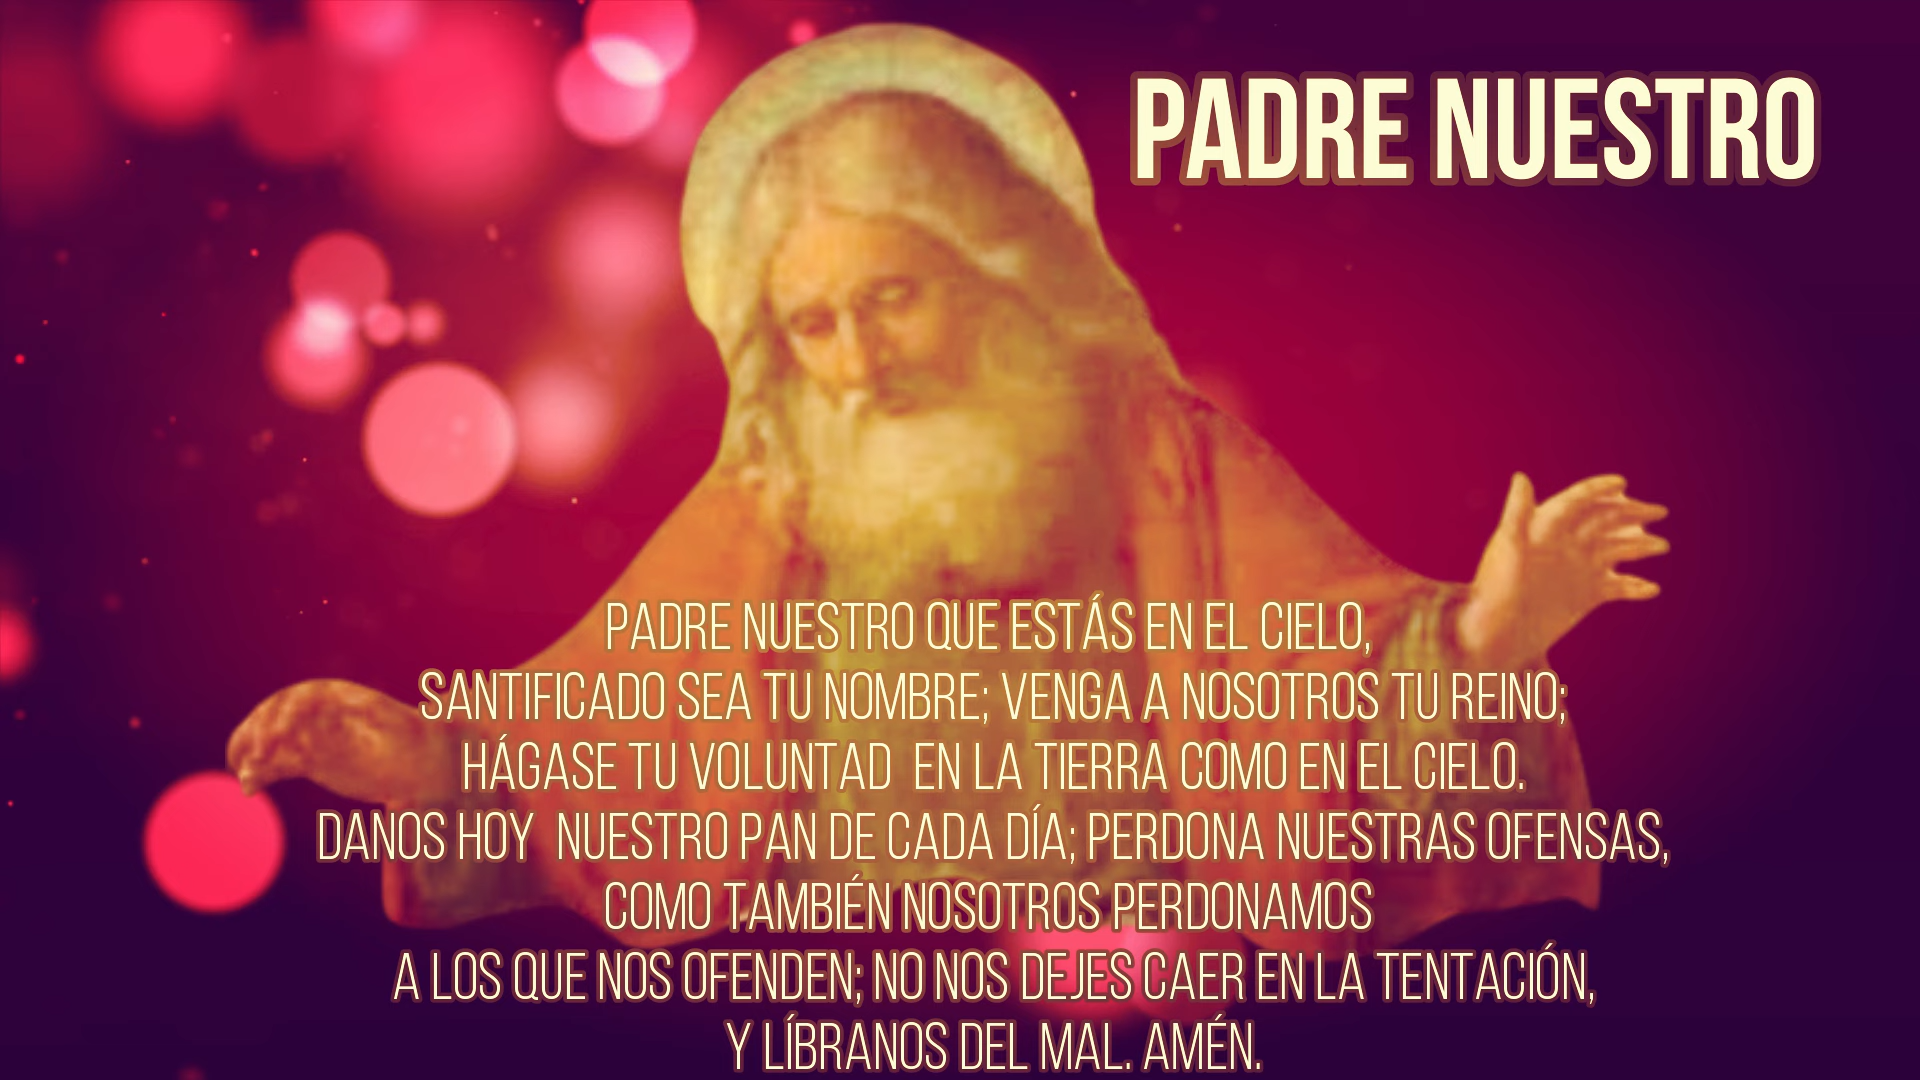 PADRE NUESTRO
PADRE NUESTRO QUE ESTÁS EN EL CIELO,
SANTIFICADO SEA TU NOMBRE; VENGA A NOSOTROS TU REINO;
HÁGASE TU VOLUNTAD EN LA TIERRA COMO EN EL CIELO.
DANOS HOY NUESTRO PAN DE CADA DÍA; PERDONA NUESTRAS OFENSAS,
COMO TAMBIÉN NOSOTROS PERDONAMOS
A LOS QUE NOS OFENDEN; NO NOS DEJES CAER EN LA TENTACIÓN,
Y LÍBRANOS DEL MAL. AMÉN.